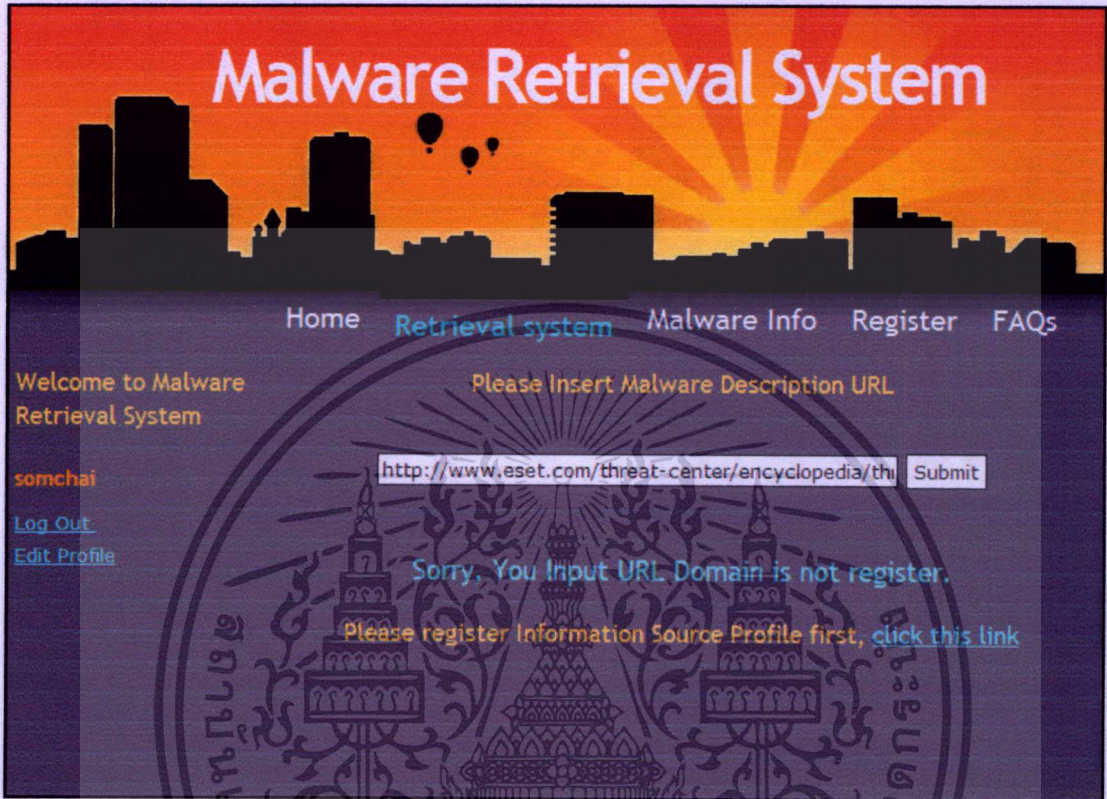 Malware Retrieval System
Home Retrieval system Malware Info Register FAQs
Welcome to Malware
Retrieval System
somchai
Log Out
Edit Profile
Please Insert Malware Description URL
http://www.eset.com/threat-center/encyclopedia/thr Submit
Sorry, You Input URL Domain is not register.
Please register Information Source Profile first, click this link